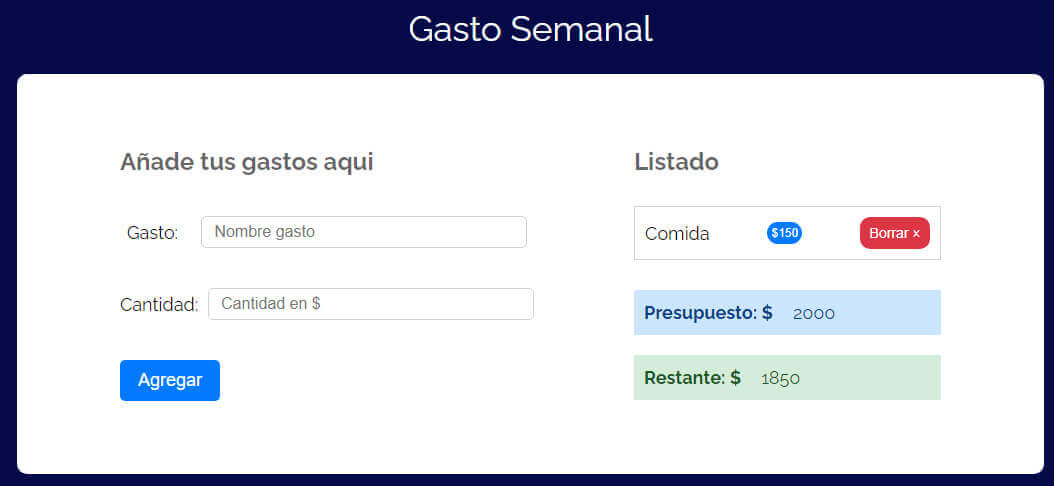 Gasto Semanal
Añade tus gastos aqui
Gasto: Nombre gasto
Cantidad: Cantidad en $
Agregar
Listado
Comida $150 Borrar ×
Presupuesto: $ 2000
Restante: $ 1850